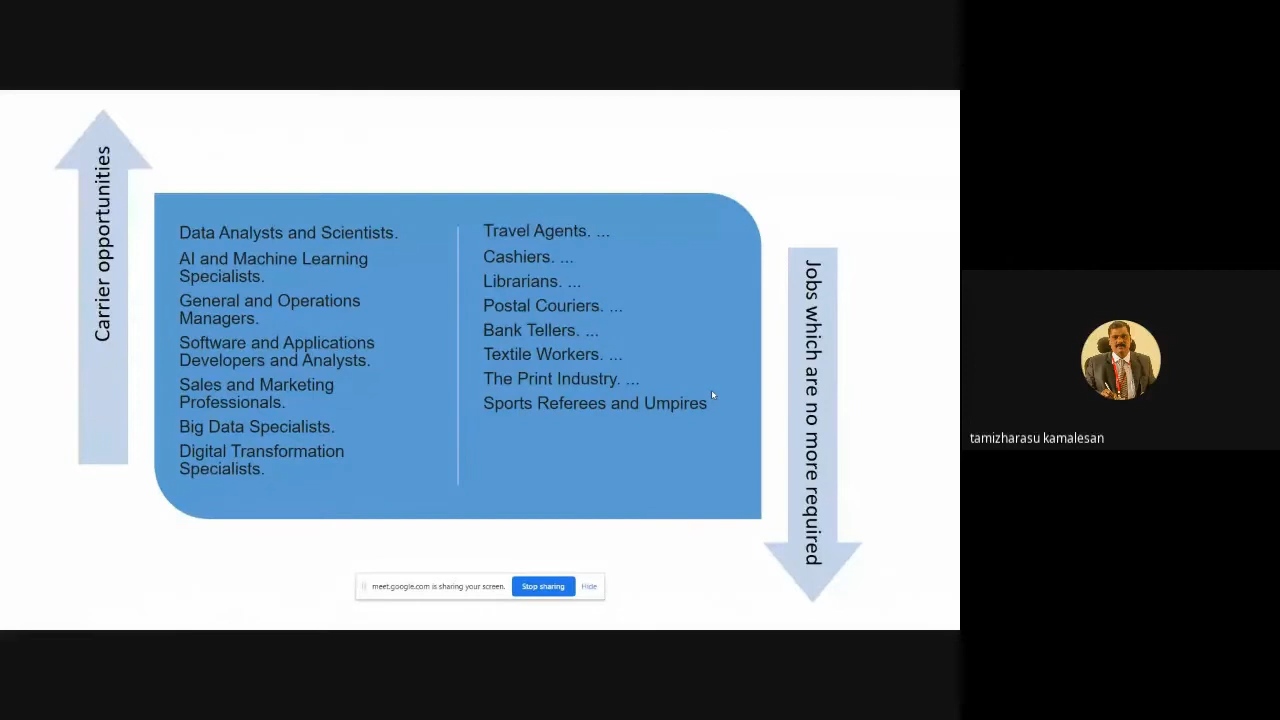 Carrier opportunities
Data Analysts and Scientists.
AI and Machine Learning
Specialists.
General and Operations
Managers.
Software and Applications
Developers and Analysts.
Sales and Marketing
Professionals.
Big Data Specialists.
Digital Transformation
Specialists.
Travel Agents. ...
Cashiers. ...
Librarians. ...
Postal Couriers. ...
Bank Tellers. ...
Textile Workers. ...
The Print Industry. ...
Sports Referees and Umpires
Jobs which are no more required
meet.google.com is sharing your screen. Stop sharing Hide
tamizharasu kamalesan